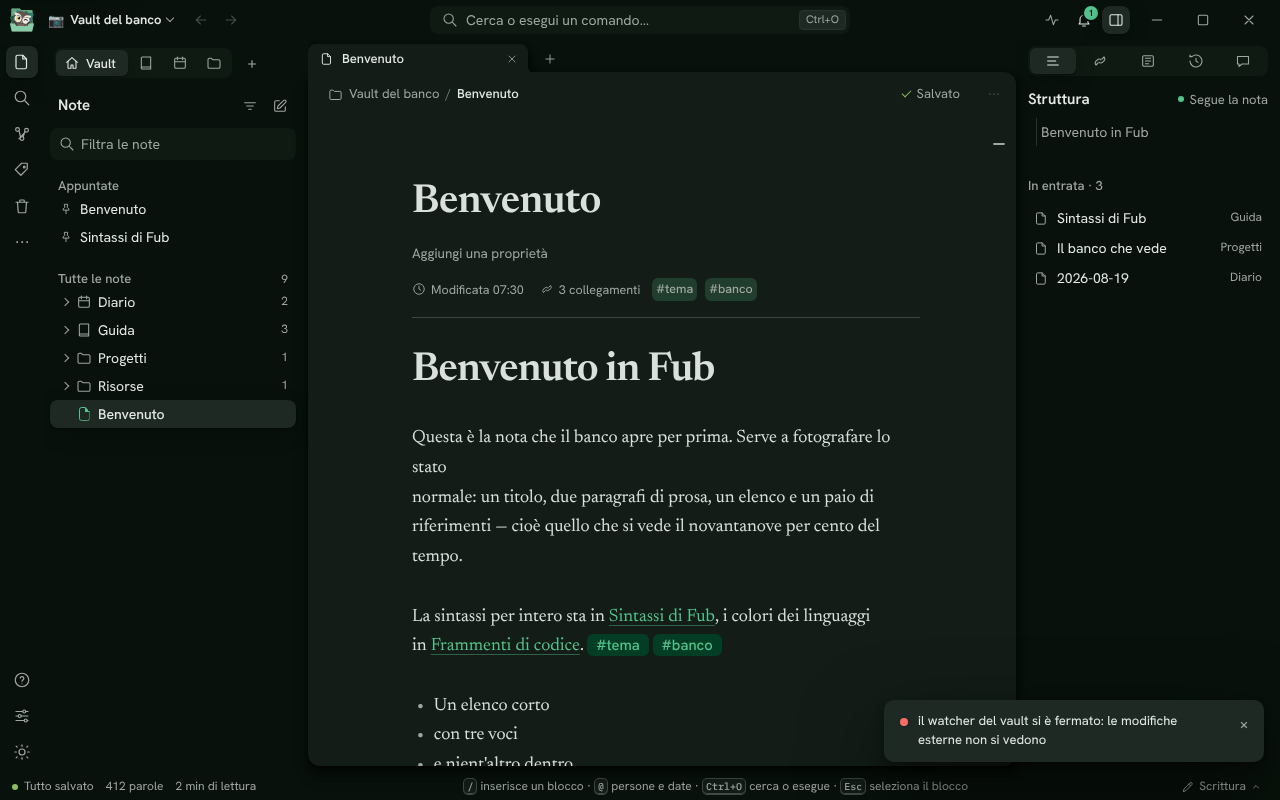 Vault del banco
Cerca o esegui un comando...
Ctrl+O
1
Vault
Note
Filtra le note
Appuntate
Benvenuto
Sintassi di Fub
Tutte le note 9
Diario 2
Guida 3
Progetti 1
Risorse 1
Benvenuto
Benvenuto
Vault del banco / Benvenuto
Salvato
Benvenuto
Aggiungi una proprietà
Modificata 07:30 3 collegamenti #tema #banco
Benvenuto in Fub
Questa è la nota che il banco apre per prima. Serve a fotografare lo
stato
normale: un titolo, due paragrafi di prosa, un elenco e un paio di
riferimenti — cioè quello che si vede il novantanove per cento del
tempo.
La sintassi per intero sta in Sintassi di Fub, i colori dei linguaggi
in Frammenti di codice. #tema #banco
• Un elenco corto
• con tre voci
• e nient'altro dentro
Struttura
Segue la nota
Benvenuto in Fub
In entrata · 3
Sintassi di Fub Guida
Il banco che vede Progetti
2026-08-19 Diario
il watcher del vault si è fermato: le modifiche
esterne non si vedono
Tutto salvato 412 parole 2 min di lettura
/ inserisce un blocco · @ persone e date · Ctrl+O cerca o esegue · Esc seleziona il blocco
Scrittura